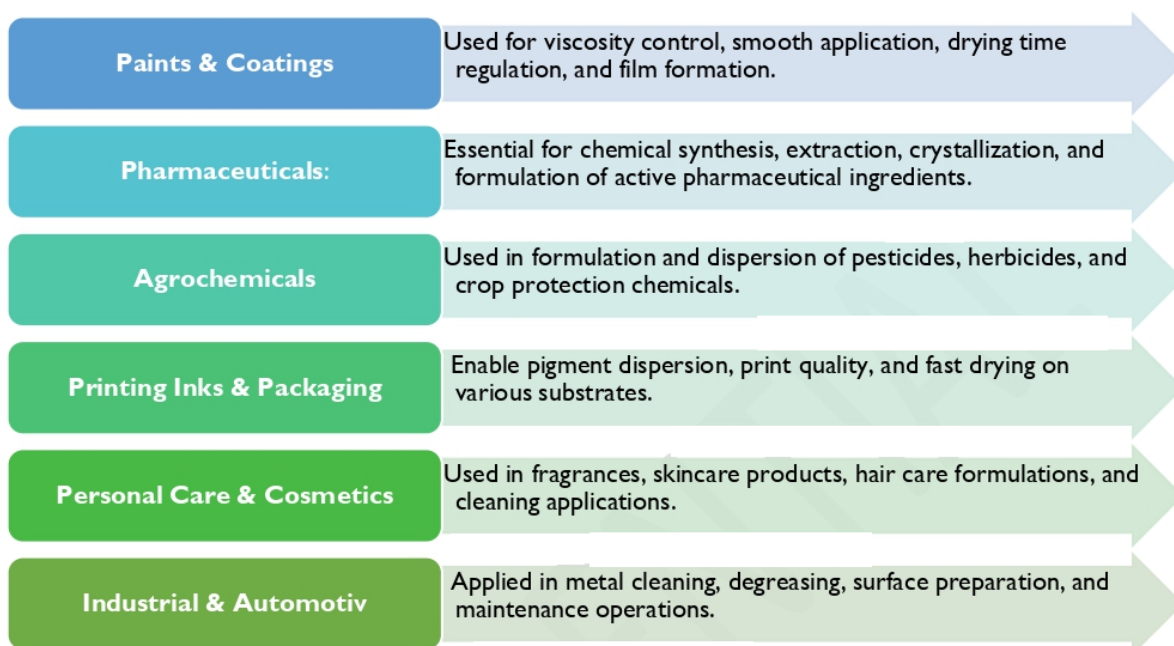 Paints & Coatings
Used for viscosity control, smooth application, drying time
regulation, and film formation.
Pharmaceuticals:
Essential for chemical synthesis, extraction, crystallization, and
formulation of active pharmaceutical ingredients.
Agrochemicals
Used in formulation and dispersion of pesticides, herbicides, and
crop protection chemicals.
Printing Inks & Packaging
Enable pigment dispersion, print quality, and fast drying on
various substrates.
Personal Care & Cosmetics
Used in fragrances, skincare products, hair care formulations, and
cleaning applications.
Industrial & Automotiv
Applied in metal cleaning, degreasing, surface preparation, and
maintenance operations.